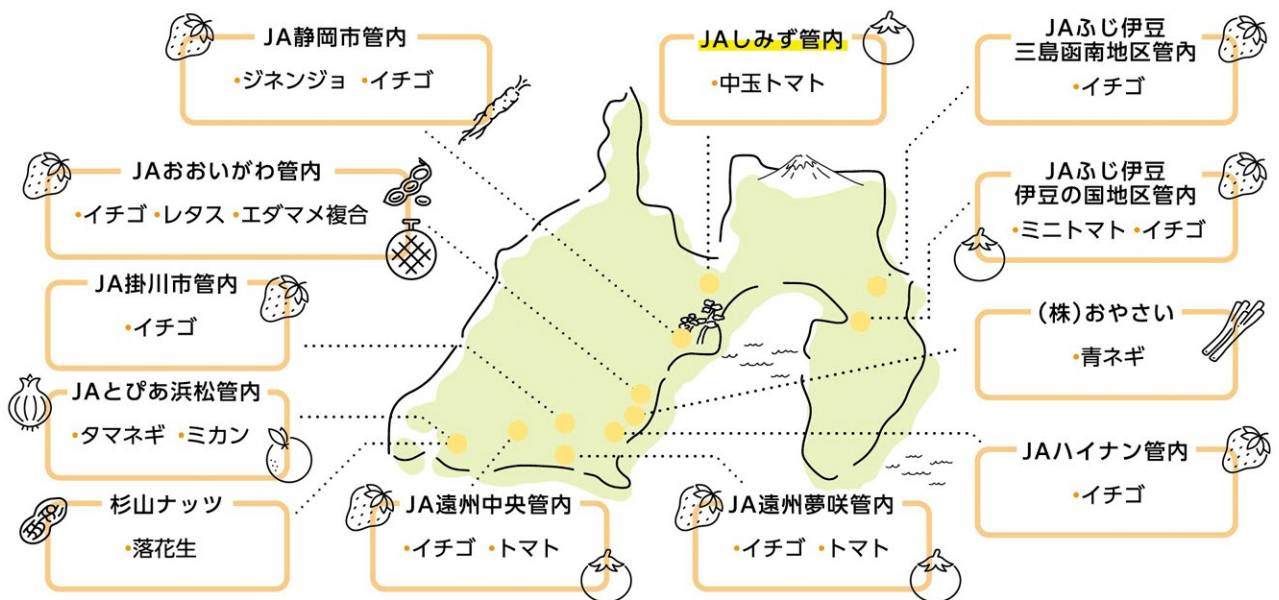 JA静岡市管内
・ジネンジョ ・イチゴ
JAしみず管内
・中玉トマト
JAふじ伊豆
三島函南地区管内
・イチゴ
JAおおいがわ管内
・イチゴ ・レタス ・エダマメ複合
JAふじ伊豆
伊豆の国地区管内
・ミニトマト ・イチゴ
JA掛川市管内
・イチゴ
(株)おやさい
・青ネギ
JAとぴあ浜松管内
・タマネギ ・ミカン
JAハイナン管内
・イチゴ
杉山ナッツ
・落花生
JA遠州中央管内
・イチゴ ・トマト
JA遠州夢咲管内
・イチゴ ・トマト